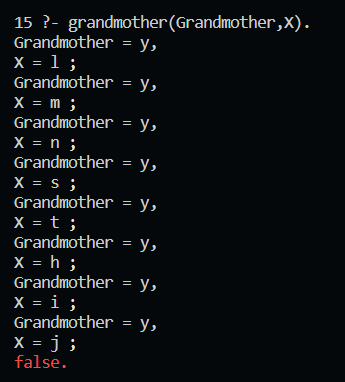 15 ?- grandmother(Grandmother,X).
Grandmother = y,
X = l ;
Grandmother = y,
X = m ;
Grandmother = y,
X = n ;
Grandmother = y,
X = s ;
Grandmother = y,
X = t ;
Grandmother = y,
X = h ;
Grandmother = y,
X = i ;
Grandmother = y,
X = j ;
false.